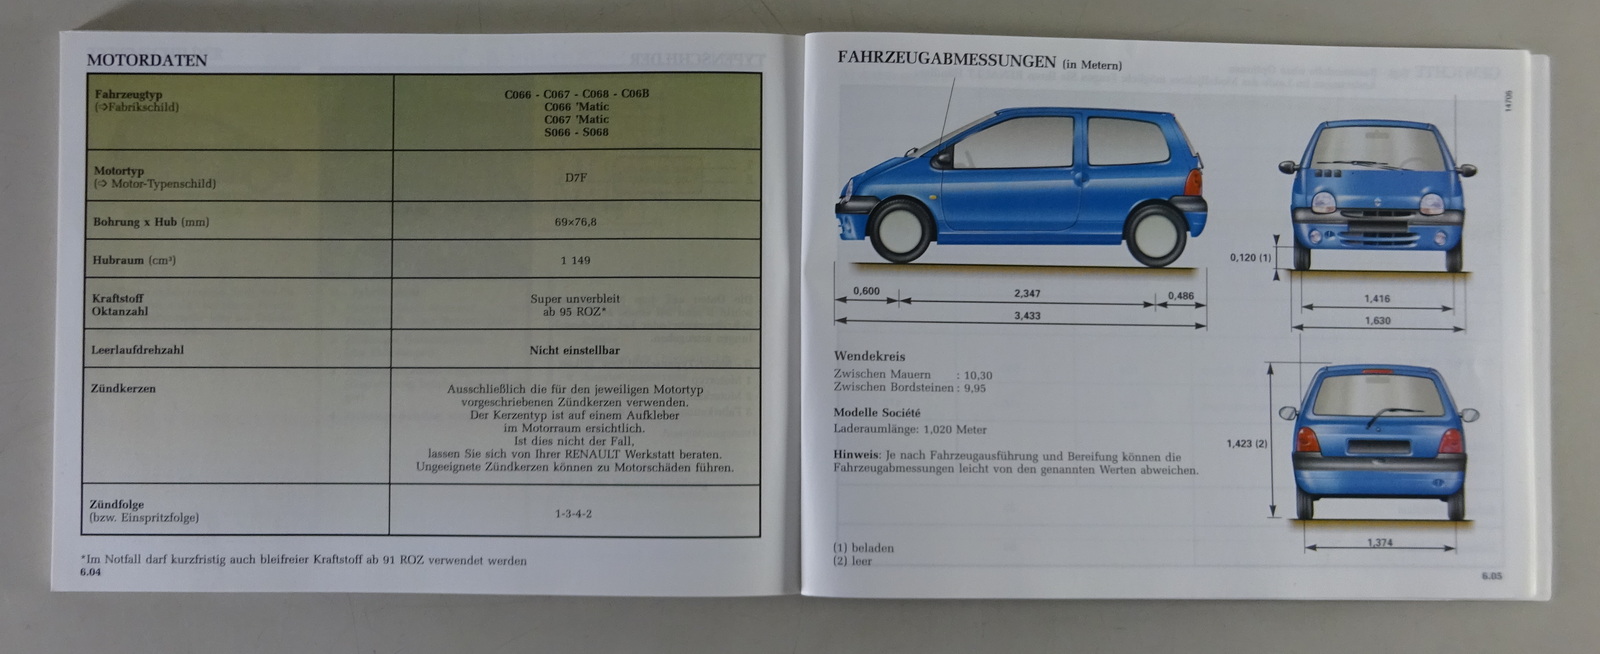 MOTORDATEN
Fahrzeugtyp
(➩Fabrikschild)
C066 - C067 - C068 - C06B
C066 'Matic
C067 'Matic
S066 - S068
Motortyp
(➩ Motor-Typenschild)
D7F
Bohrung x Hub (mm)
69×76,8
Hubraum (cm³)
1 149
Kraftstoff
Oktanzahl
Super unverbleit
ab 95 ROZ*
Leerlaufdrehzahl
Nicht einstellbar
Zündkerzen
Ausschließlich die für den jeweiligen Motortyp
vorgeschriebenen Zündkerzen verwenden.
Der Kerzentyp ist auf einem Aufkleber
im Motorraum ersichtlich.
Ist dies nicht der Fall,
lassen Sie sich von Ihrer RENAULT Werkstatt beraten.
Ungeeignete Zündkerzen können zu Motorschäden führen.
Zündfolge
(bzw. Einspritzfolge)
1-3-4-2
*Im Notfall darf kurzfristig auch bleifreier Kraftstoff ab 91 ROZ verwendet werden
6.04
FAHRZEUGABMESSUNGEN (in Metern)
14706
0,120 (1)
0,600
2,347
0,486
3,433
1,416
1,630
Wendekreis
Zwischen Mauern : 10,30
Zwischen Bordsteinen : 9,95
Modelle Société
Laderaumlänge: 1,020 Meter
Hinweis: Je nach Fahrzeugausführung und Bereifung können die
Fahrzeugabmessungen leicht von den genannten Werten abweichen.
1,423 (2)
1,374
(1) beladen
(2) leer
6.05